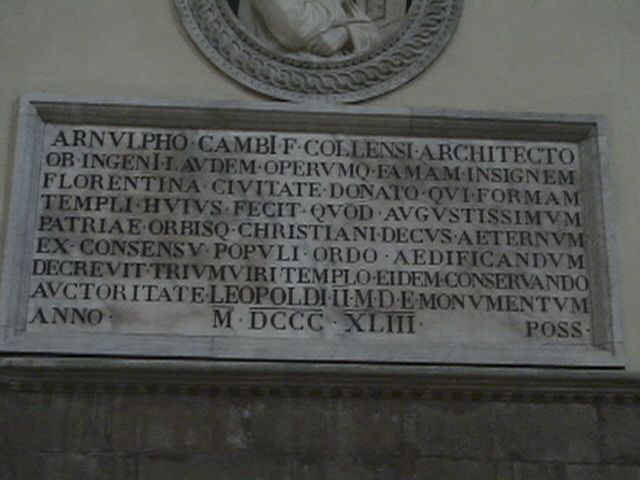 ARNVLPHO·CAMBI·F·COLLENSI·ARCHITECTO
OB·INGENI·LAVDEM·OPERVMQ·FAMAM·INSIGNEM
FLORENTINA·CIVITATE·DONATO·QVI·FORMAM
TEMPLI·HVIVS·FECIT·QVOD·AVGVSTISSIMVM
PATRIAE·ORBISQ·CHRISTIANI·DECVS·AETERNVM
EX·CONSENSV·POPVLI·ORDO·AEDIFICANDVM
DECREVIT·TRIVMVIRI·TEMPLO·EIDEM·CONSERVANDO
AVCTORITATE·LEOPOLDI·II·M·D·E·MONVMENTVM
ANNO· M·DCCC·XLIII· POSS·